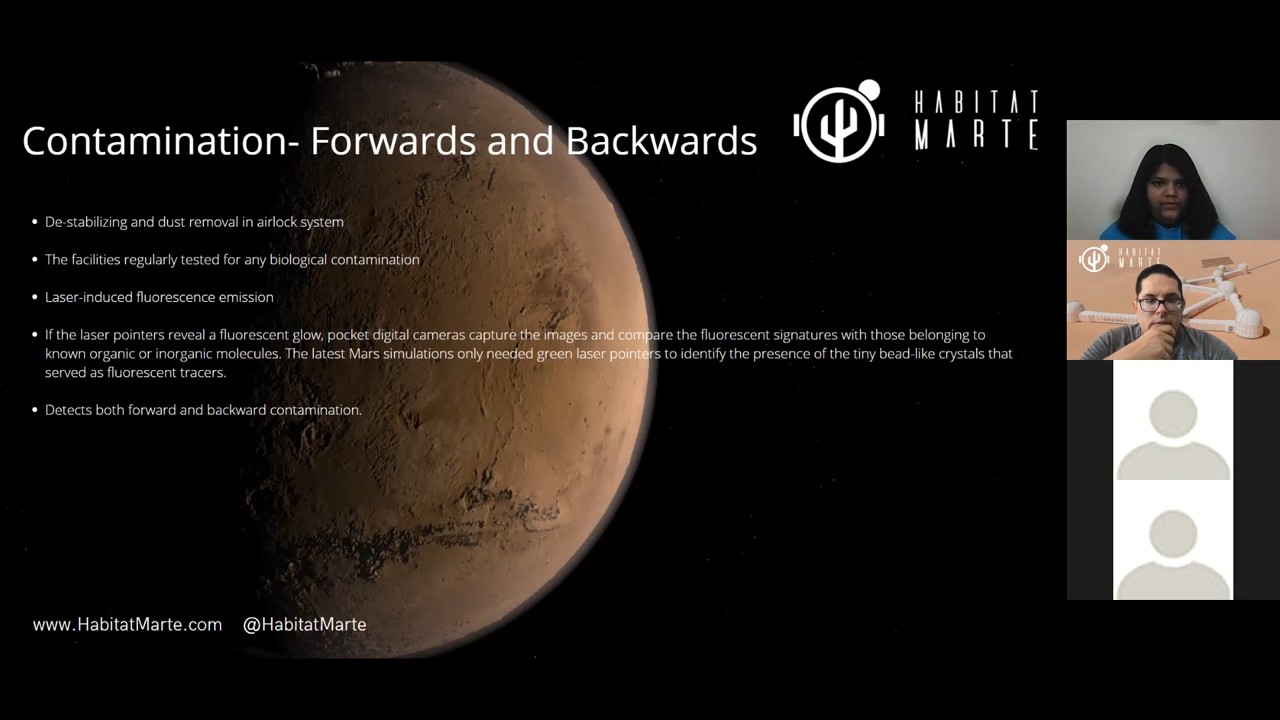 HABITAT
MARTE
Contamination- Forwards and Backwards
• De-stabilizing and dust removal in airlock system
• The facilities regularly tested for any biological contamination
• Laser-induced fluorescence emission
• If the laser pointers reveal a fluorescent glow, pocket digital cameras capture the images and compare the fluorescent signatures with those belonging to
known organic or inorganic molecules. The latest Mars simulations only needed green laser pointers to identify the presence of the tiny bead-like crystals that
served as fluorescent tracers.
• Detects both forward and backward contamination.
www.HabitatMarte.com @HabitatMarte
HABITAT